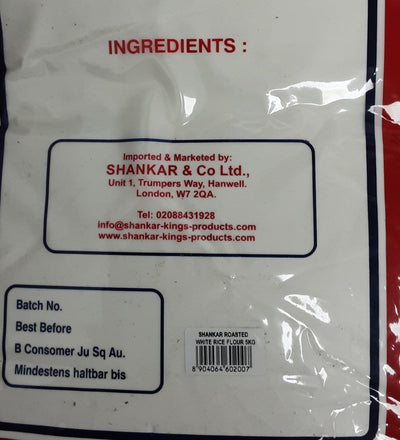 INGREDIENTS :
Imported & Marketed by:
SHANKAR & Co Ltd.,
Unit 1, Trumpers Way, Hanwell.
London, W7 2QA.
Tel: 02088431928
info@shankar-kings-products.com
www.shankar-kings-products.com
Batch No.
Best Before
B Consomer Ju Sq Au.
Mindestens haltbar bis
SHANKAR ROASTED
WHITE RICE FLOUR 5KG
8 904064 602007